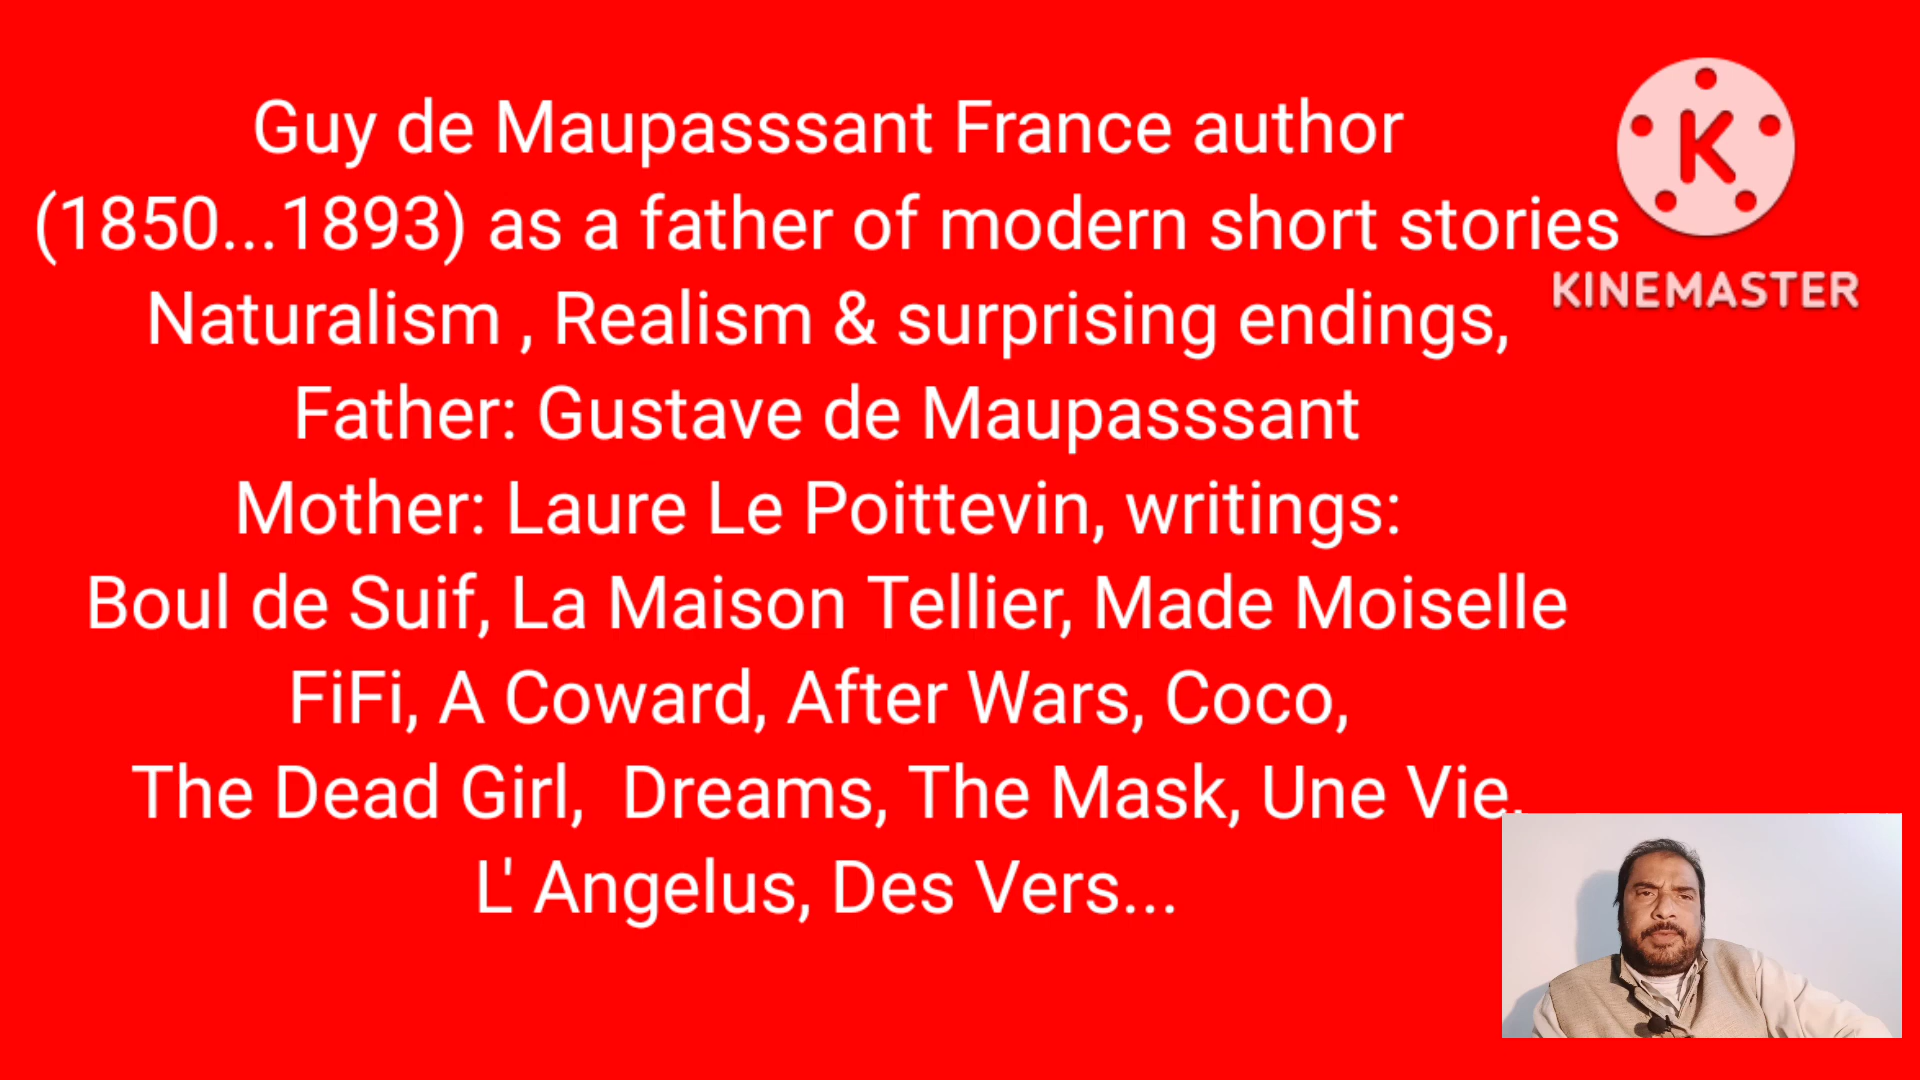 Guy de Maupasssant France author
(1850...1893) as a father of modern short stories
Naturalism , Realism & surprising endings,
Father: Gustave de Maupasssant
Mother: Laure Le Poittevin, writings:
Boul de Suif, La Maison Tellier, Made Moiselle
FiFi, A Coward, After Wars, Coco,
The Dead Girl,  Dreams, The Mask, Une Vie,
L' Angelus, Des Vers...
K
KINEMASTER